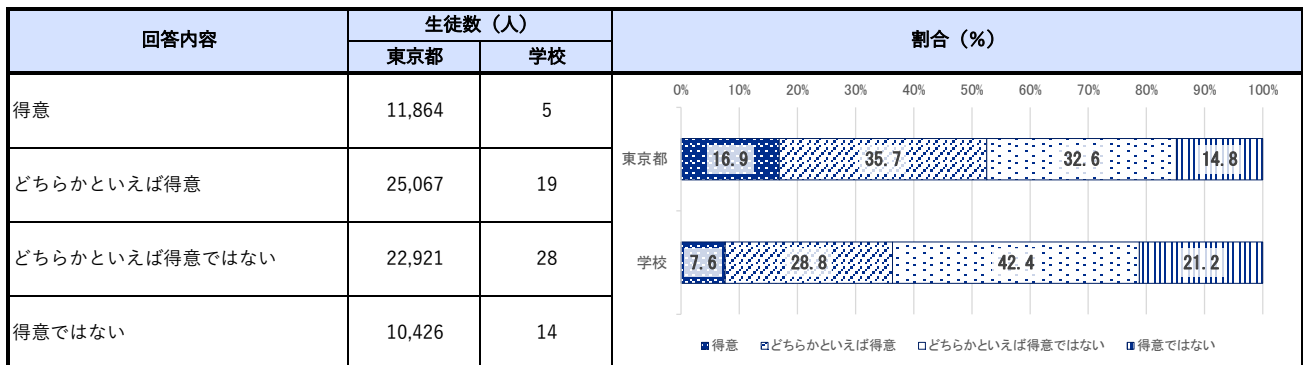 回答内容 生徒数（人） 割合（%）
東京都 学校
得意 11,864 5
どちらかといえば得意 25,067 19
どちらかといえば得意ではない 22,921 28
得意ではない 10,426 14
0% 10% 20% 30% 40% 50% 60% 70% 80% 90% 100%
東京都 16.9 35.7 32.6 14.8
学校 7.6 28.8 42.4 21.2
得意 どちらかといえば得意 どちらかといえば得意ではない 得意ではない